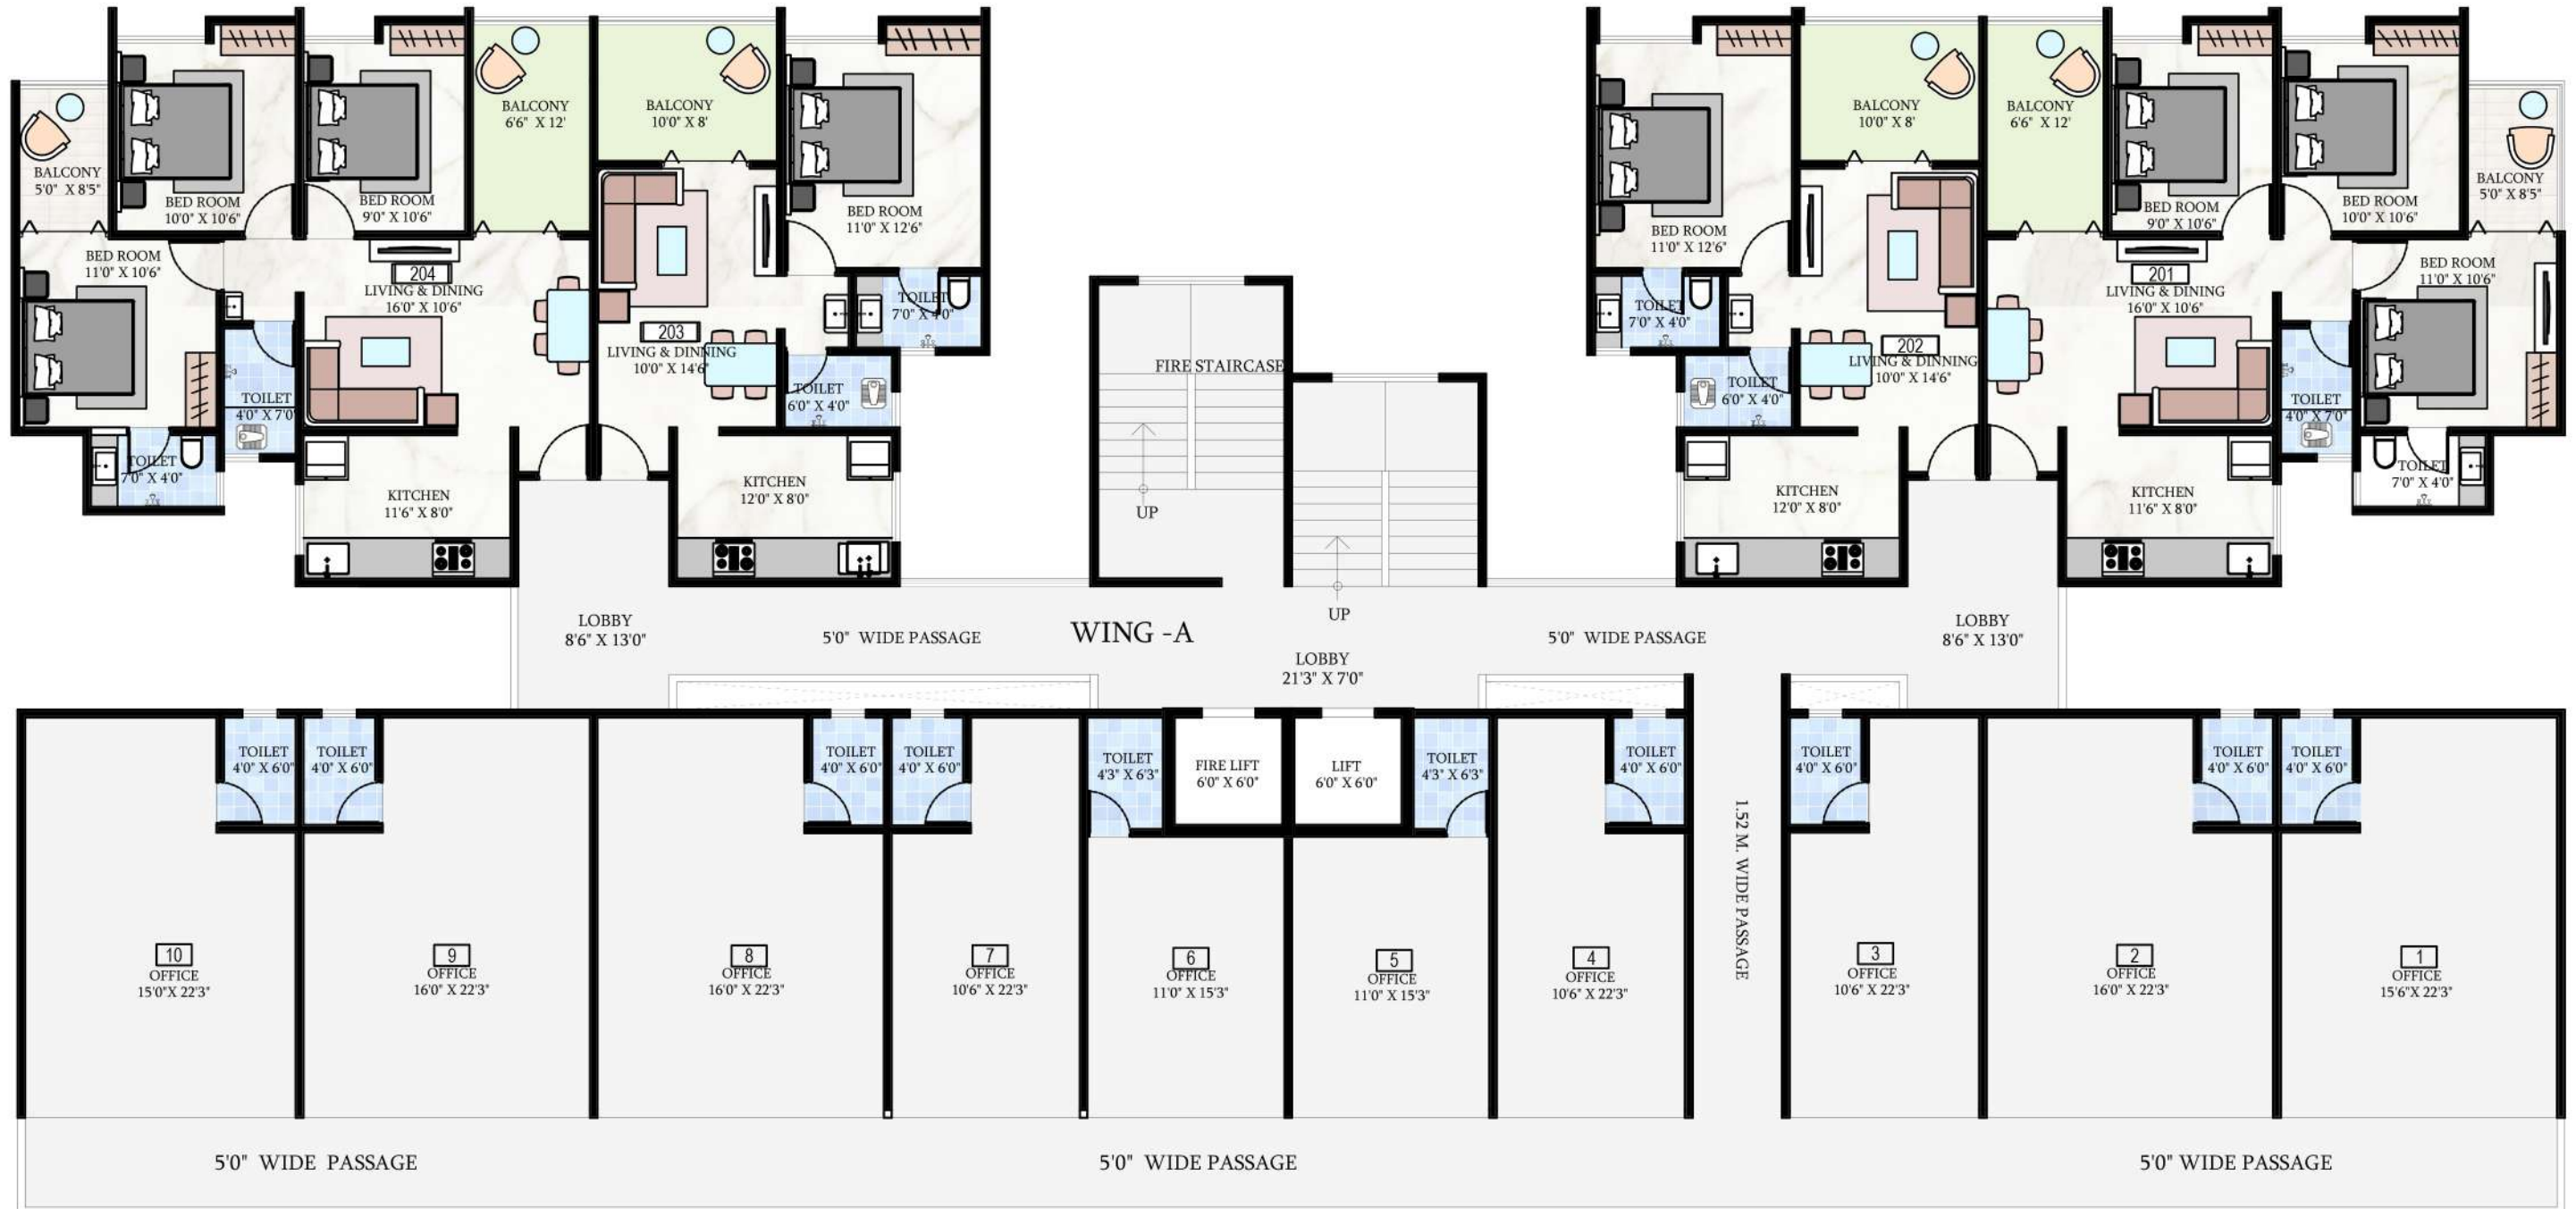 BALCONY
5'0" X 8'5"
BED ROOM
10'0" X 10'6"
BED ROOM
9'0" X 10'6"
BALCONY
6'6" X 12'
BALCONY
10'0" X 8'
BED ROOM
11'0" X 12'6"
BED ROOM
11'0" X 10'6"
204
LIVING & DINING
16'0" X 10'6"
203
LIVING & DINNING
10'0" X 14'6"
TOILET
7'0" X 4'0"
TOILET
6'0" X 4'0"
TOILET
4'0" X 7'0"
TOILET
7'0" X 4'0"
KITCHEN
11'6" X 8'0"
KITCHEN
12'0" X 8'0"
FIRE STAIRCASE
UP
UP
BED ROOM
11'0" X 12'6"
BALCONY
10'0" X 8'
BALCONY
6'6" X 12'
BED ROOM
9'0" X 10'6"
BED ROOM
10'0" X 10'6"
BALCONY
5'0" X 8'5"
BED ROOM
11'0" X 10'6"
201
LIVING & DINING
16'0" X 10'6"
202
LIVING & DINNING
10'0" X 14'6"
TOILET
7'0" X 4'0"
TOILET
6'0" X 4'0"
TOILET
4'0" X 7'0"
TOILET
7'0" X 4'0"
KITCHEN
12'0" X 8'0"
KITCHEN
11'6" X 8'0"
LOBBY
8'6" X 13'0"
5'0" WIDE PASSAGE
WING -A
LOBBY
21'3" X 7'0"
5'0" WIDE PASSAGE
LOBBY
8'6" X 13'0"
TOILET
4'0" X 6'0"
TOILET
4'0" X 6'0"
TOILET
4'0" X 6'0"
TOILET
4'0" X 6'0"
TOILET
4'3" X 6'3"
FIRE LIFT
6'0" X 6'0"
LIFT
6'0" X 6'0"
TOILET
4'3" X 6'3"
TOILET
4'0" X 6'0"
TOILET
4'0" X 6'0"
TOILET
4'0" X 6'0"
TOILET
4'0" X 6'0"
1.52 M. WIDE PASSAGE
10
OFFICE
15'0"X 22'3"
9
OFFICE
16'0" X 22'3"
8
OFFICE
16'0" X 22'3"
7
OFFICE
10'6" X 22'3"
6
OFFICE
11'0" X 15'3"
5
OFFICE
11'0" X 15'3"
4
OFFICE
10'6" X 22'3"
3
OFFICE
10'6" X 22'3"
2
OFFICE
16'0" X 22'3"
1
OFFICE
15'6"X 22'3"
5'0" WIDE PASSAGE
5'0" WIDE PASSAGE
5'0" WIDE PASSAGE